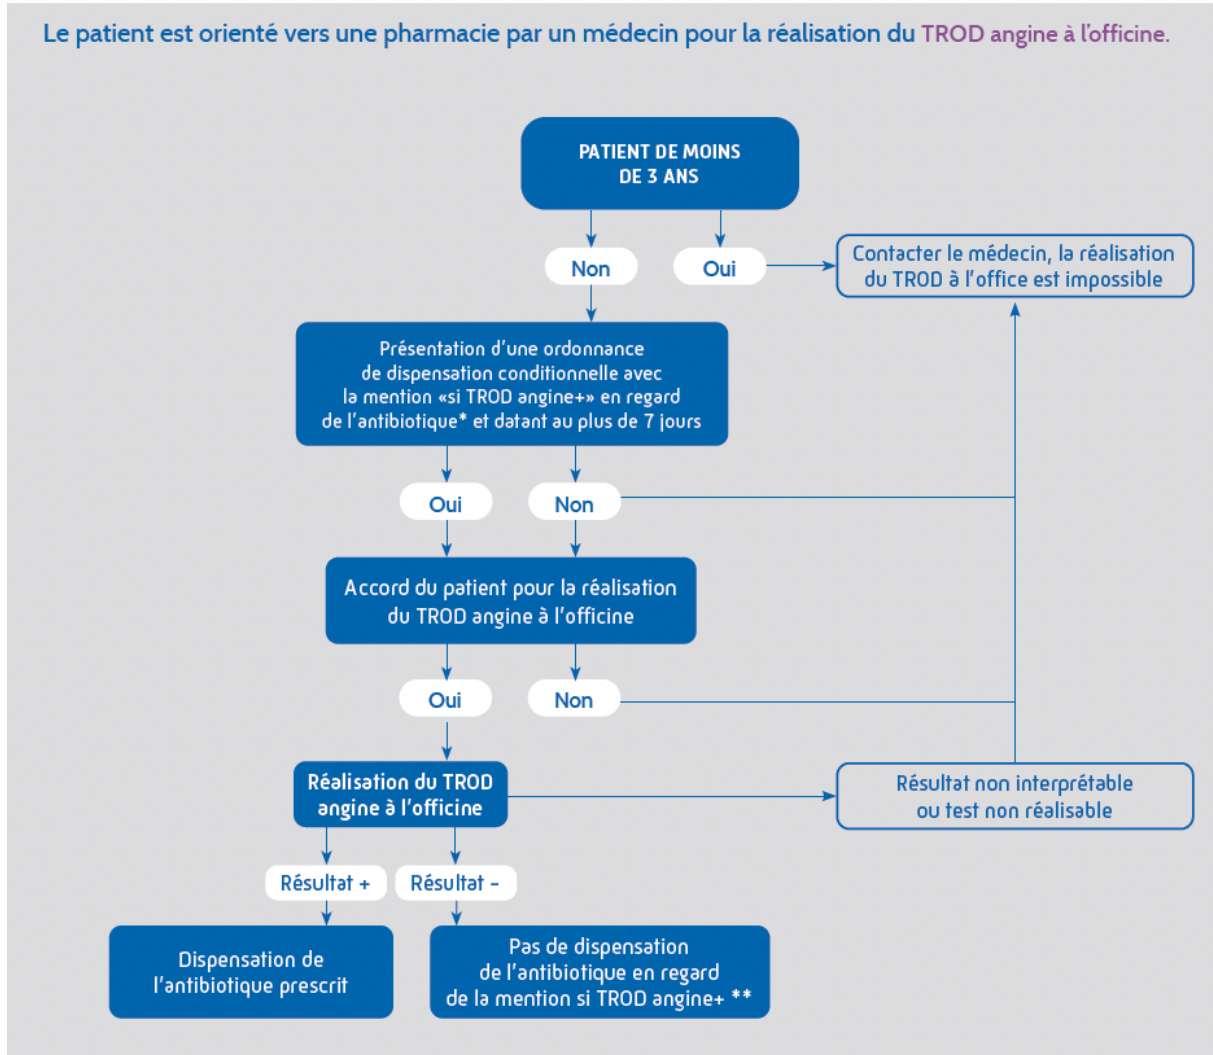 Le patient est orienté vers une pharmacie par un médecin pour la réalisation du TROD angine à l'officine.
PATIENT DE MOINS
DE 3 ANS
Non
Oui
Contacter le médecin, la réalisation
du TROD à l'office est impossible
Présentation d'une ordonnance
de dispensation conditionnelle avec
la mention «si TROD angine+» en regard
de l'antibiotique* et datant au plus de 7 jours
Oui
Non
Accord du patient pour la réalisation
du TROD angine à l'officine
Oui
Non
Réalisation du TROD
angine à l'officine
Résultat non interprétable
ou test non réalisable
Résultat +
Résultat -
Dispensation de
l'antibiotique prescrit
Pas de dispensation
de l'antibiotique en regard
de la mention si TROD angine+ **